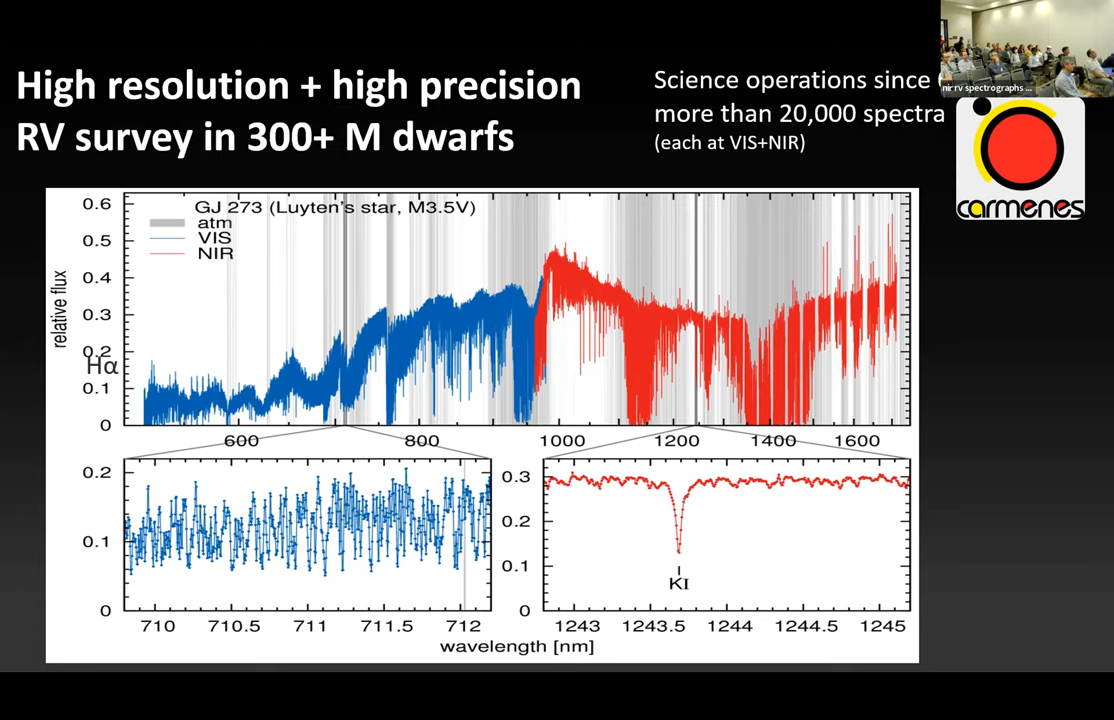 High resolution + high precision
RV survey in 300+ M dwarfs
Science operations since
more than 20,000 spectra
(each at VIS+NIR)
nir rv spectrographs ...
carmenes
GJ 273 (Luyten's star, M3.5V)
atm
VIS
NIR
relative flux
Hα
0.6
0.5
0.4
0.3
0.2
0.1
0
600 800 1000 1200 1400 1600
0.2
0.1
0
710 710.5 711 711.5 712
0.3
0.2
0.1
0
KI
1243 1243.5 1244 1244.5 1245
wavelength [nm]